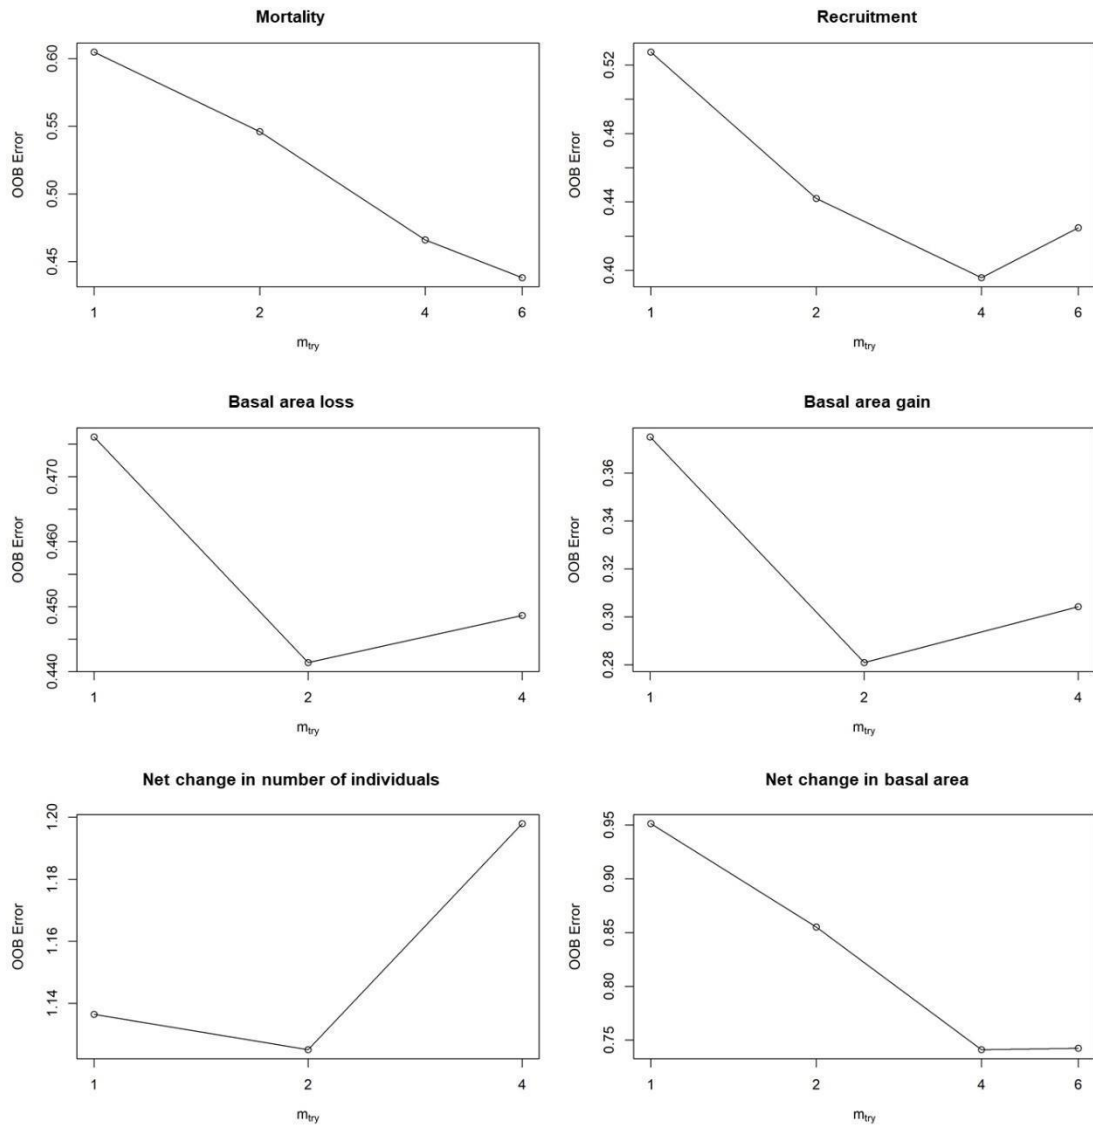 Mortality
OOB Error
0.60
0.55
0.50
0.45
1 2 4 6
mtry
Recruitment
OOB Error
0.52
0.48
0.44
0.40
1 2 4 6
mtry
Basal area loss
OOB Error
0.470
0.460
0.450
0.440
1 2 4
mtry
Basal area gain
OOB Error
0.36
0.34
0.32
0.30
0.28
1 2 4
mtry
Net change in number of individuals
OOB Error
1.20
1.18
1.16
1.14
1 2 4
mtry
Net change in basal area
OOB Error
0.95
0.90
0.85
0.80
0.75
1 2 4 6
mtry